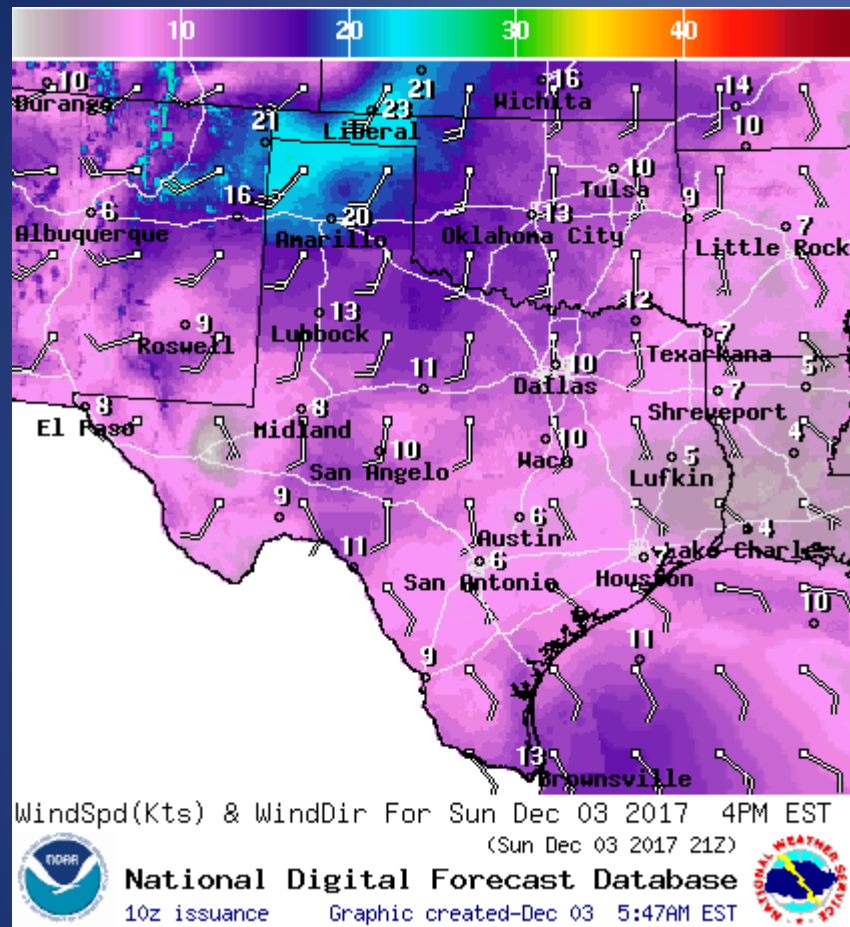 10 20 30 40
10 21 16 14
Durango 23 Wichita
21 Liberal 10
10
Tulsa
6 16 20 13 9 7
Albuquerque Amarillo Oklahoma City Little Rock
9 13 12 7
Roswell Lubbock Texarkana
11 10 5
Dallas 7
8 8 Shreveport
El Paso Midland 10 10 4
San Angelo Waco 5
Lufkin
9 6 4
11 Austin Lake Charles
6 7
San Antonio Houston
10
9 11
13
Brownsville
WindSpd(Kts) & WindDir For Sun Dec 03 2017 4PM EST
(Sun Dec 03 2017 21Z)
NOAA
National Digital Forecast Database
10z issuance Graphic created-Dec 03 5:47AM EST
NATIONAL WEATHER SERVICE